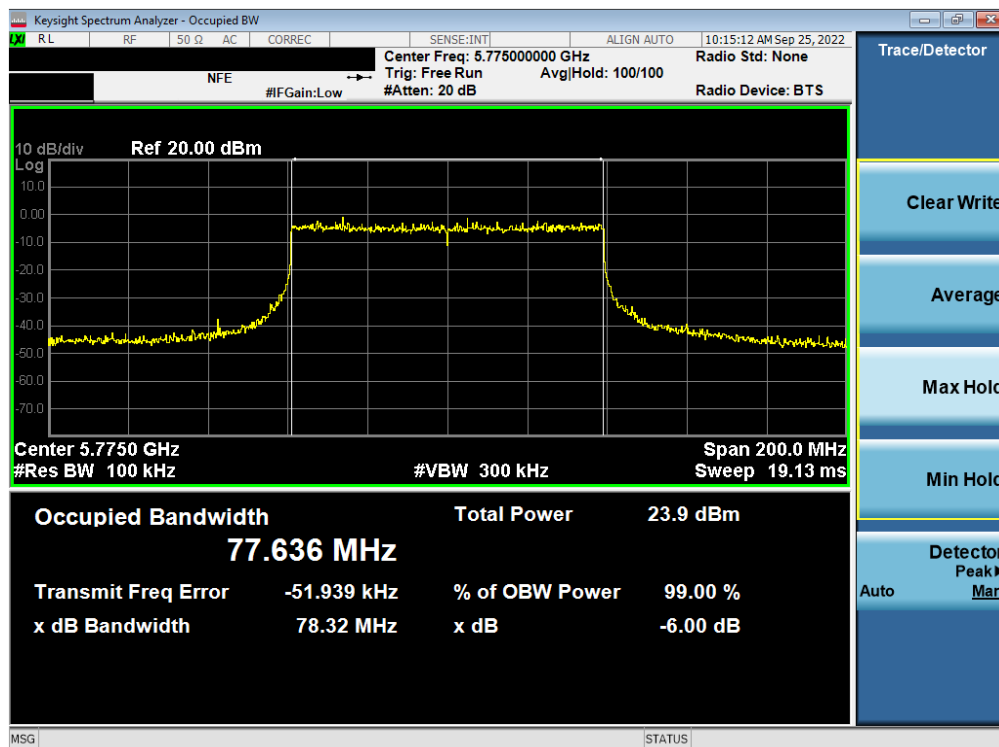 Keysight Spectrum Analyzer - Occupied BW
LXI RL RF 50 Ω AC CORREC SENSE:INT ALIGN AUTO 10:15:12 AM Sep 25, 2022
Center Freq: 5.775000000 GHz Radio Std: None
NFE Trig: Free Run Avg|Hold: 100/100
#IFGain:Low #Atten: 20 dB Radio Device: BTS
10 dB/div Ref 20.00 dBm
Log
10.0
0.00
-10.0
-20.0
-30.0
-40.0
-50.0
-60.0
-70.0
Center 5.7750 GHz Span 200.0 MHz
#Res BW 100 kHz #VBW 300 kHz Sweep 19.13 ms
Occupied Bandwidth Total Power 23.9 dBm
77.636 MHz
Transmit Freq Error -51.939 kHz % of OBW Power 99.00 %
x dB Bandwidth 78.32 MHz x dB -6.00 dB
MSG STATUS
Trace/Detector
Clear Write
Average
Max Hold
Min Hold
Detector
Peak
Auto Man